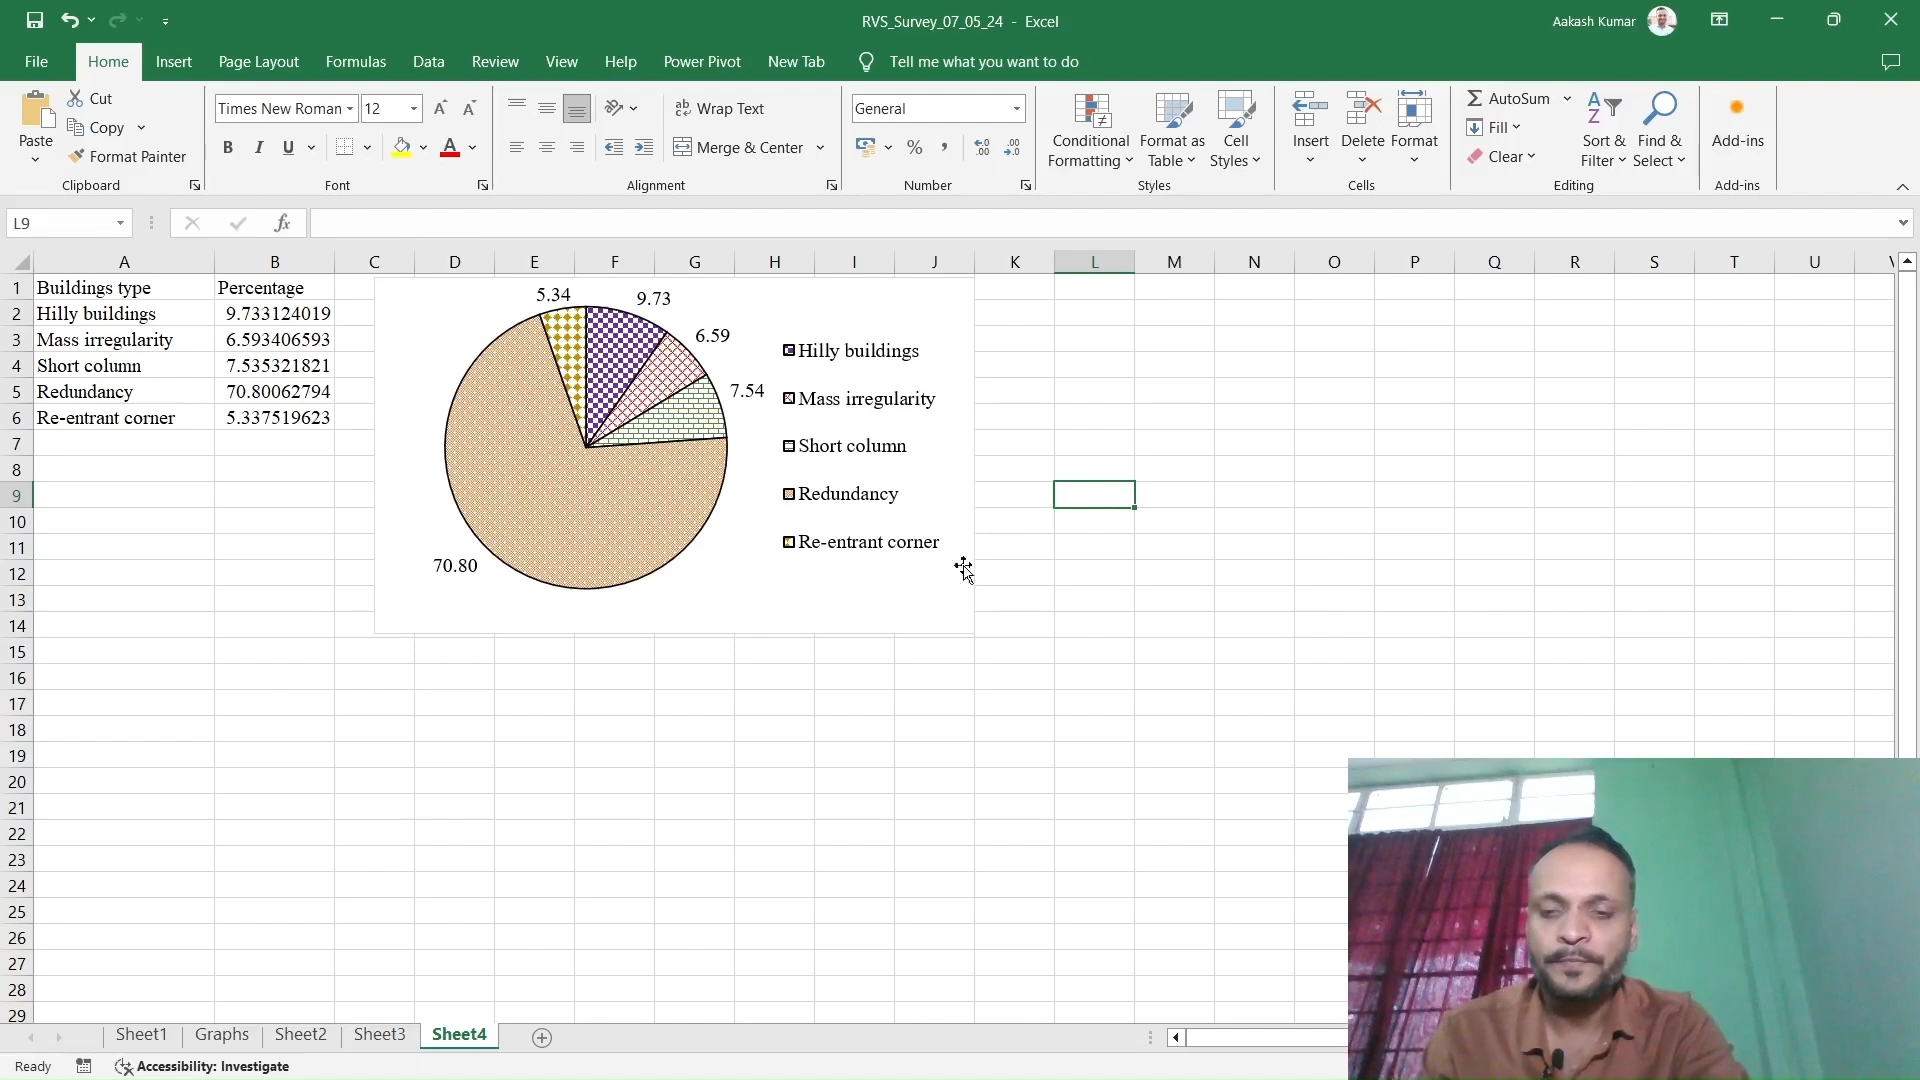 RVS_Survey_07_05_24 - Excel
Aakash Kumar
File Home Insert Page Layout Formulas Data Review View Help Power Pivot New Tab Tell me what you want to do
Paste
Cut
Copy
Format Painter
Clipboard
Times New Roman 12
B I U
Font
Wrap Text
Merge & Center
Alignment
General
Number
Conditional Formatting
Format as Table
Cell Styles
Styles
Insert Delete Format
Cells
AutoSum
Fill
Clear
Sort & Filter
Find & Select
Editing
Add-ins
Add-ins
L9
fx
A B C D E F G H I J K L M N O P Q R S T U
1 Buildings type Percentage
2 Hilly buildings 9.733124019
3 Mass irregularity 6.593406593
4 Short column 7.535321821
5 Redundancy 70.80062794
6 Re-entrant corner 5.337519623
7
8
9
10
11
12
13
14
15
16
17
18
19
20
21
22
23
24
25
26
27
28
29
5.34
9.73
6.59
7.54
70.80
Hilly buildings
Mass irregularity
Short column
Redundancy
Re-entrant corner
Sheet1 Graphs Sheet2 Sheet3 Sheet4
Ready
Accessibility: Investigate